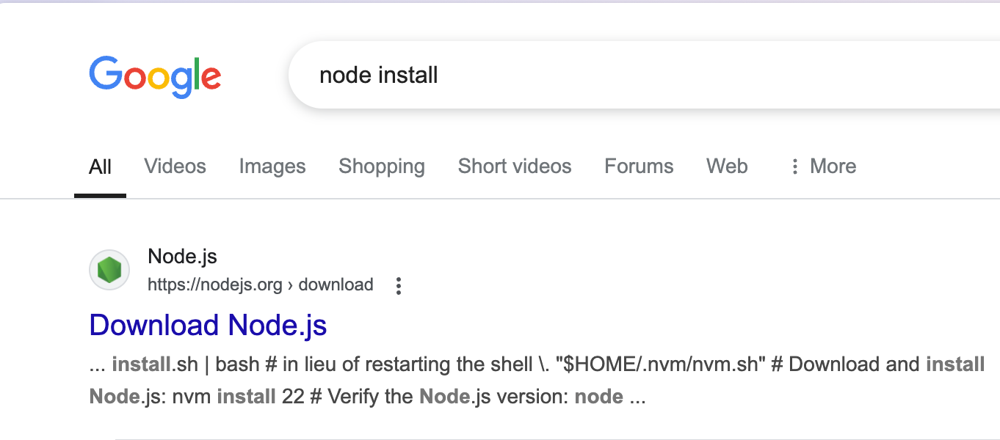 Google
node install
All Videos Images Shopping Short videos Forums Web ⋮ More
Node.js
https://nodejs.org › download ⋮
Download Node.js
... install.sh | bash # in lieu of restarting the shell \. "$HOME/.nvm/nvm.sh" # Download and install
Node.js: nvm install 22 # Verify the Node.js version: node ...